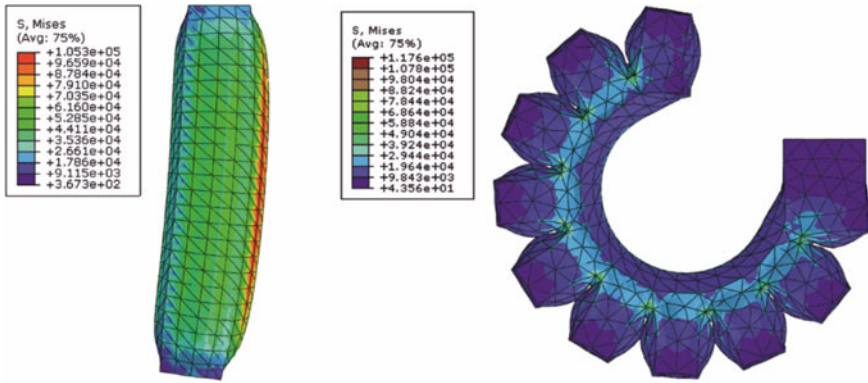 S, Mises
(Avg: 75%)
+1.053e+05
+9.659e+04
+8.784e+04
+7.910e+04
+7.035e+04
+6.160e+04
+5.285e+04
+4.411e+04
+3.536e+04
+2.661e+04
+1.786e+04
+9.115e+03
+3.673e+02
S, Mises
(Avg: 75%)
+1.176e+05
+1.078e+05
+9.804e+04
+8.824e+04
+7.844e+04
+6.864e+04
+5.884e+04
+4.904e+04
+3.924e+04
+2.944e+04
+1.964e+04
+9.843e+03
+4.356e+01